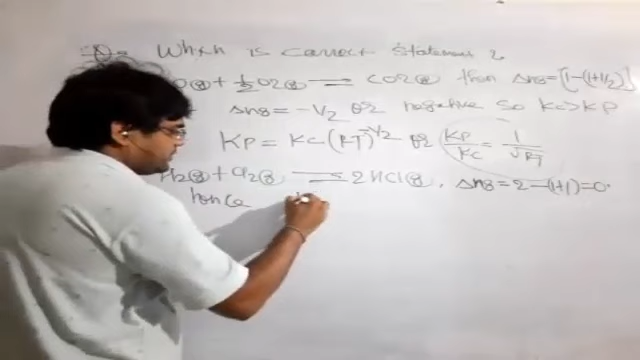 Q= Which is correct statement ?
O(g) + 1/2 O2(g) ⇌ CO2(g) then Δng = [1-(1+1/2)]
Δng = -1/2 or negative so Kc>KP
KP = KC(RT)^-1/2 or KP/KC = 1/√RT
H2(g) + Cl2(g) ⇌ 2HCl(g), Δng = 2-(1+1)=0.
hence